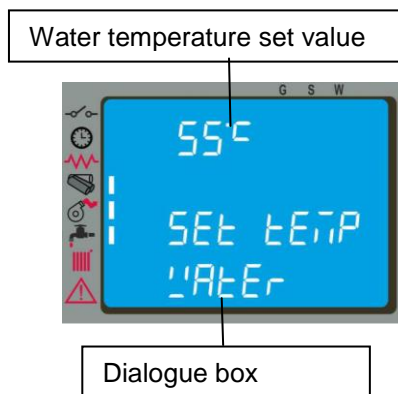 Water temperature set value
G S W
55°C
SET TEMP
WATER
Dialogue box